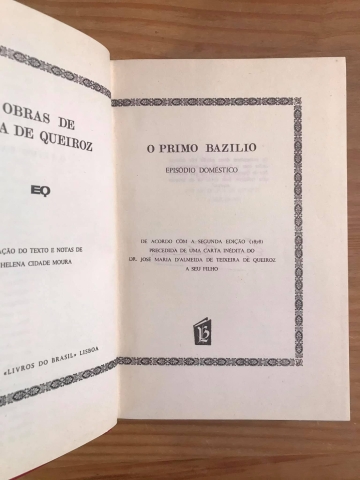 OBRAS DE
A DE QUEIROZ
EQ
AÇÃO DO TEXTO E NOTAS DE
HELENA CIDADE MOURA
«LIVROS DO BRASIL» LISBOA
O PRIMO BAZILIO
EPISÓDIO DOMÉSTICO
DE ACORDO COM A SEGUNDA EDIÇÃO (1878)
PRECEDIDA DE UMA CARTA INÉDITA DO
DR. JOSÉ MARIA D'ALMEIDA DE TEIXEIRA DE QUEIROZ
A SEU FILHO